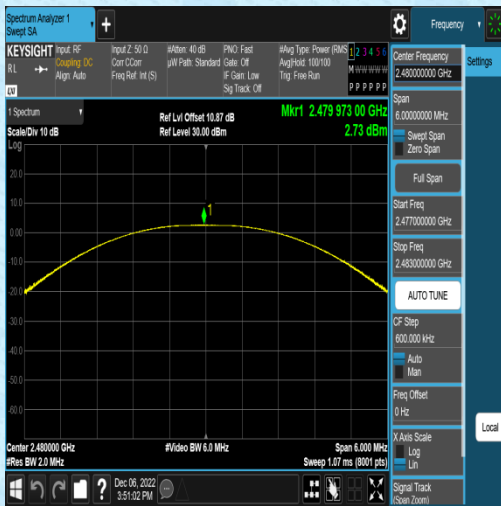 Spectrum Analyzer 1
Swept SA
Frequency
KEYSIGHT
RL
Input: RF
Coupling: DC
Align: Auto
Input Z: 50 Ω
Corr CCorr
Freq Ref: Int (S)
#Atten: 40 dB
µW Path: Standard
PNO: Fast
Gate: Off
IF Gain: Low
Sig Track: Off
#Avg Type: Power (RMS
Avg|Hold: 100/100
Trig: Free Run
1 2 3 4 5 6
M W W W W W
P P P P P P
LXI
1 Spectrum
Scale/Div 10 dB
Ref Lvl Offset 10.87 dB
Ref Level 30.00 dBm
Mkr1 2.479 973 00 GHz
2.73 dBm
Log
20.0
10.0
0.00
-10.0
-20.0
-30.0
-50.0
-60.0
1
Center 2.480000 GHz
#Res BW 2.0 MHz
#Video BW 6.0 MHz
Span 6.000 MHz
Sweep 1.07 ms (8001 pts)
?
Dec 06, 2022
3:51:02 PM
Center Frequency
2.480000000 GHz
Span
6.00000000 MHz
Swept Span
Zero Span
Full Span
Start Freq
2.477000000 GHz
Stop Freq
2.483000000 GHz
AUTO TUNE
CF Step
600.000 kHz
Auto
Man
Freq Offset
0 Hz
X Axis Scale
Log
Lin
Signal Track
(Span Zoom)
Settings
Local